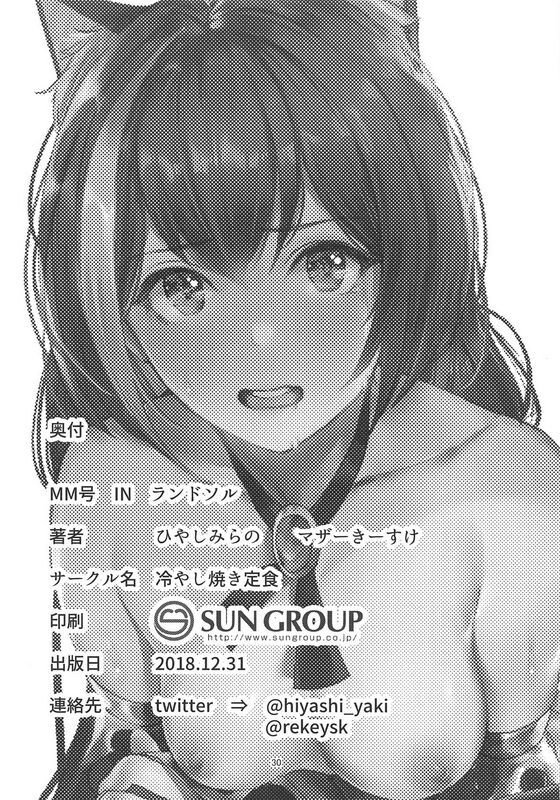 奥付
MM号 IN ランドソル
著者 ひやしみらの マザーきーすけ
サークル名 冷やし焼き定食
印刷 SUN GROUP
http://www.sungroup.co.jp/
出版日 2018.12.31
連絡先 twitter ⇒ @hiyashi_yaki
@rekeysk
30